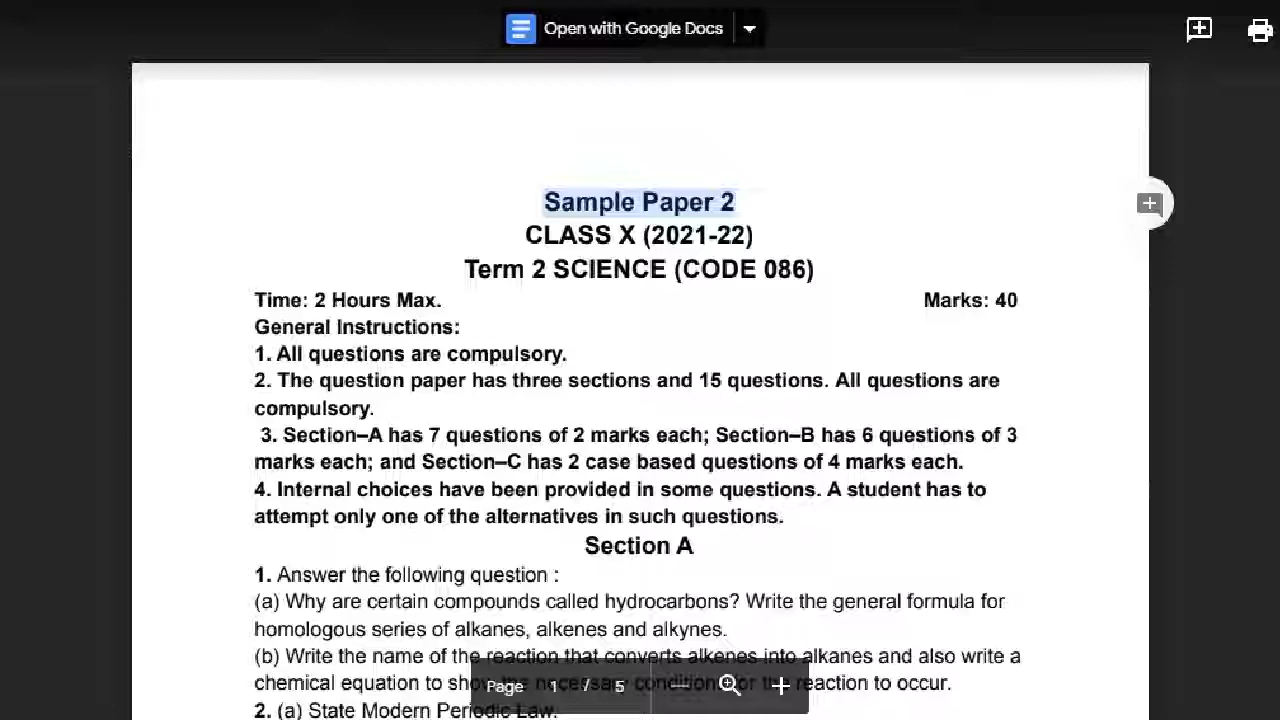 Open with Google Docs
Sample Paper 2
CLASS X (2021-22)
Term 2 SCIENCE (CODE 086)
Time: 2 Hours Max. Marks: 40
General Instructions:
1. All questions are compulsory.
2. The question paper has three sections and 15 questions. All questions are
compulsory.
3. Section–A has 7 questions of 2 marks each; Section–B has 6 questions of 3
marks each; and Section–C has 2 case based questions of 4 marks each.
4. Internal choices have been provided in some questions. A student has to
attempt only one of the alternatives in such questions.
Section A
1. Answer the following question :
(a) Why are certain compounds called hydrocarbons? Write the general formula for
homologous series of alkanes, alkenes and alkynes.
(b) Write the name of the reaction that converts alkenes into alkanes and also write a
chemical equation to show the necessary condition for the reaction to occur.
Page 1 / 5
2. (a) State Modern Periodic Law.